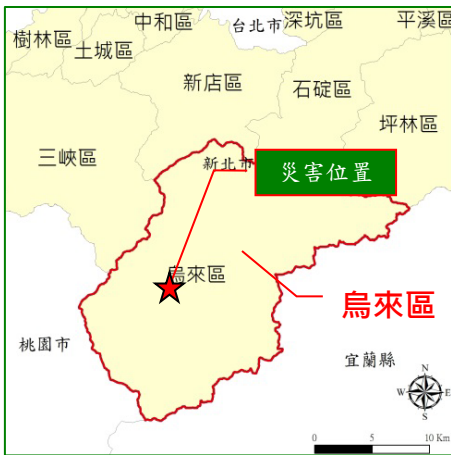 中和區
台北市
深坑區
平溪區
樹林區
土城區
新店區
石碇區
坪林區
三峽區
新北市
災害位置
烏來區
烏來區
桃園市
宜蘭縣
N
W
E
S
0 5 10 Km